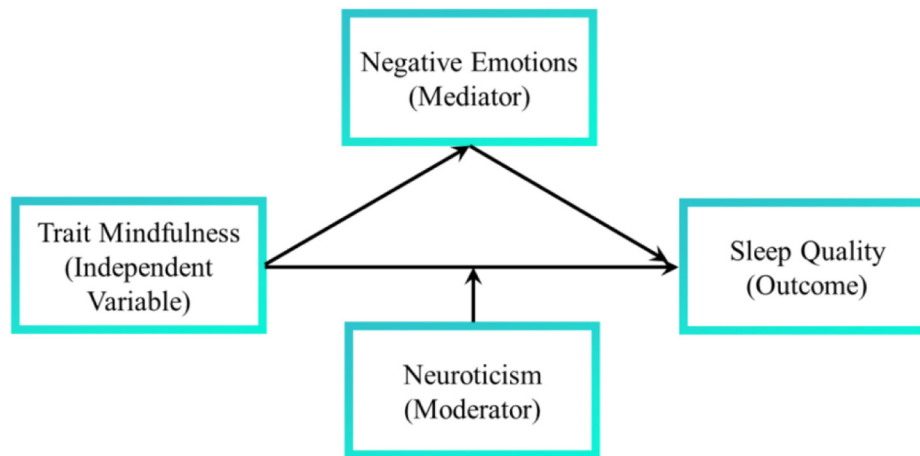 Negative Emotions
(Mediator)
Trait Mindfulness
(Independent
Variable)
Sleep Quality
(Outcome)
Neuroticism
(Moderator)